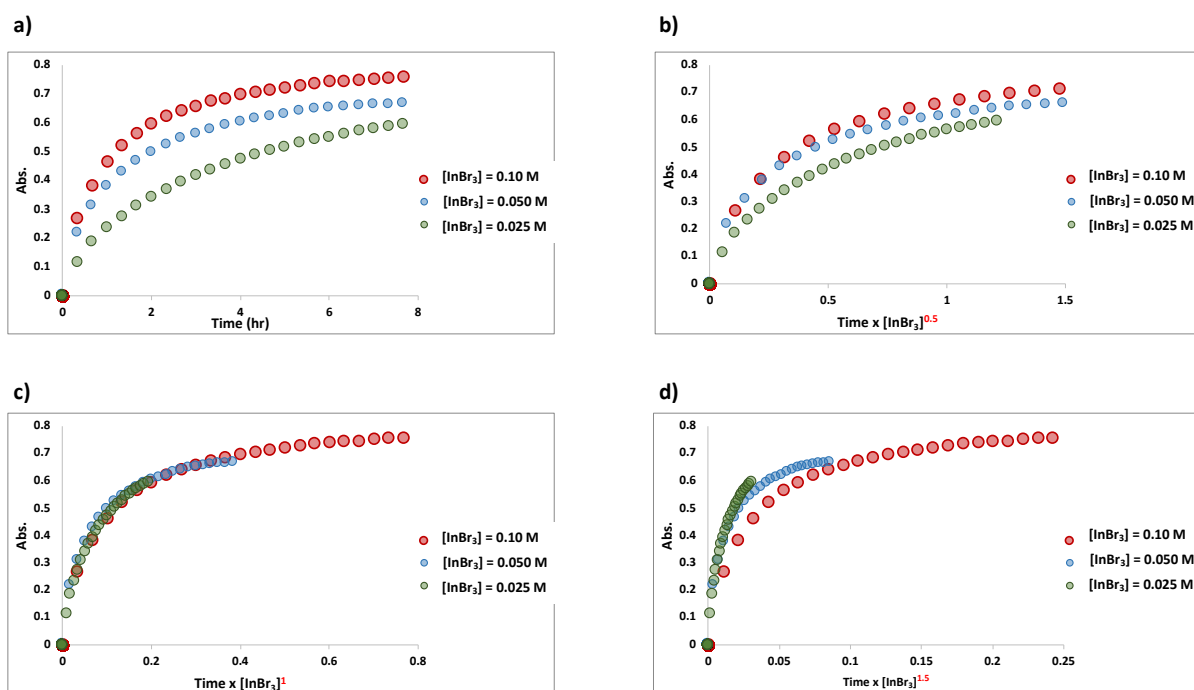 a)
Abs.
0.8
0.7
0.6
0.5
0.4
0.3
0.2
0.1
0
0 2 4 6 8
Time (hr)
[InBr₃] = 0.10 M
[InBr₃] = 0.050 M
[InBr₃] = 0.025 M
b)
Abs.
0.8
0.7
0.6
0.5
0.4
0.3
0.2
0.1
0
0 0.5 1 1.5
Time x [InBr₃]⁰·⁵
[InBr₃] = 0.10 M
[InBr₃] = 0.050 M
[InBr₃] = 0.025 M
c)
Abs.
0.8
0.7
0.6
0.5
0.4
0.3
0.2
0.1
0
0 0.2 0.4 0.6 0.8
Time x [InBr₃]¹
[InBr₃] = 0.10 M
[InBr₃] = 0.050 M
[InBr₃] = 0.025 M
d)
Abs.
0.8
0.7
0.6
0.5
0.4
0.3
0.2
0.1
0
0 0.05 0.1 0.15 0.2 0.25
Time x [InBr₃]¹·⁵
[InBr₃] = 0.10 M
[InBr₃] = 0.050 M
[InBr₃] = 0.025 M